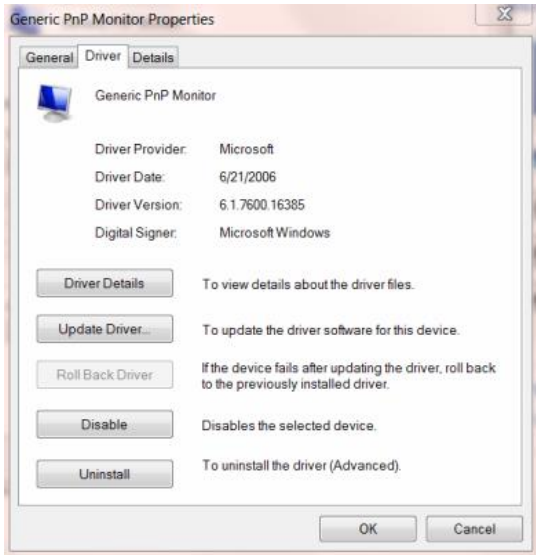 Generic PnP Monitor Properties
General Driver Details
Generic PnP Monitor
Driver Provider: Microsoft
Driver Date: 6/21/2006
Driver Version: 6.1.7600.16385
Digital Signer: Microsoft Windows
Driver Details To view details about the driver files.
Update Driver... To update the driver software for this device.
Roll Back Driver If the device fails after updating the driver, roll back
to the previously installed driver.
Disable Disables the selected device.
Uninstall To uninstall the driver (Advanced).
OK Cancel